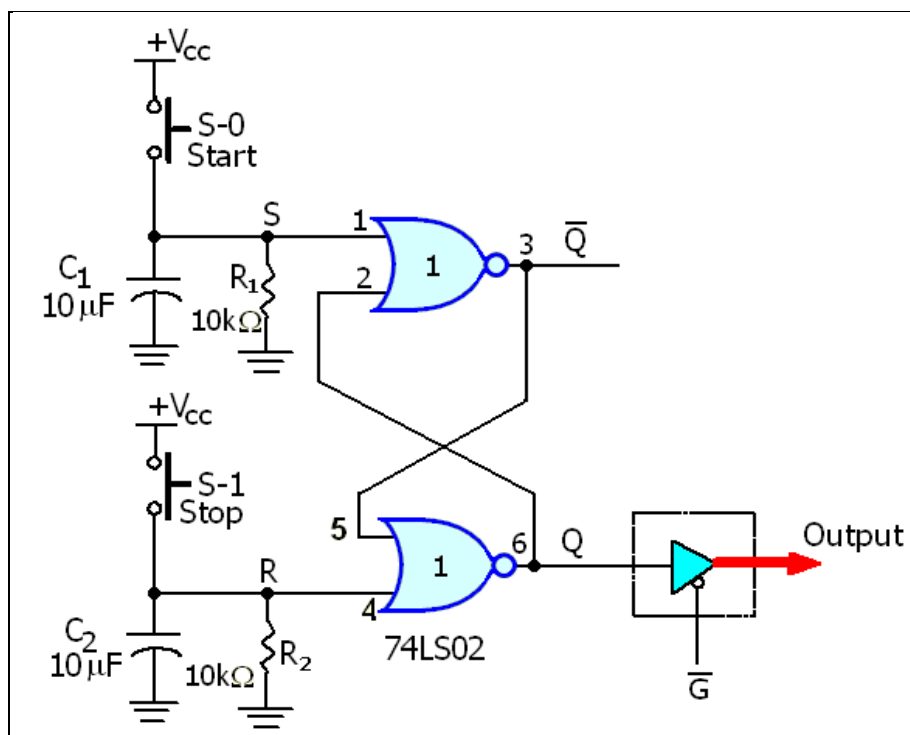 +Vcc
S-0
Start
S
1
C1
10µF
R1
10kΩ
2
1
3
Q̅
+Vcc
S-1
Stop
5
R
4
1
6
Q
Output
C2
10µF
10kΩ
R2
74LS02
G̅